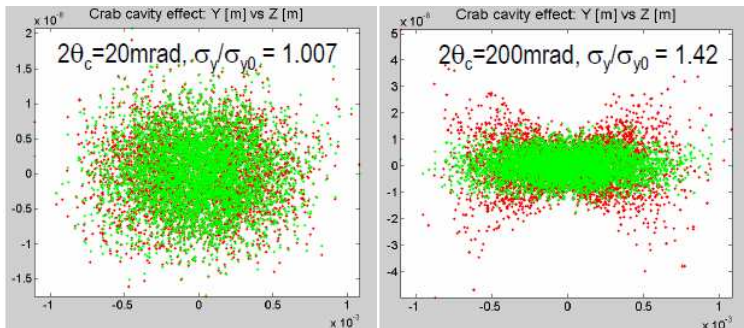 Crab cavity effect: Y [m] vs Z [m]
x 10⁻⁸
2θc=20mrad, σy/σy0 = 1.007
2
1.5
1
0.5
0
-0.5
-1
-1.5
-1 -0.5 0 0.5 1
x 10⁻³
Crab cavity effect: Y [m] vs Z [m]
x 10⁻⁸
2θc=200mrad, σy/σy0 = 1.42
5
4
3
2
1
0
-1
-2
-3
-4
-1 -0.5 0 0.5 1
x 10⁻³